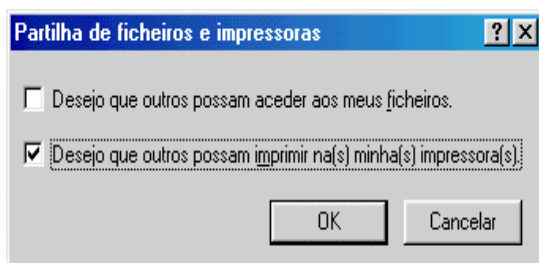 Partilha de ficheiros e impressoras
Desejo que outros possam aceder aos meus ficheiros.
Desejo que outros possam imprimir na(s) minha(s) impressora(s).
OK
Cancelar